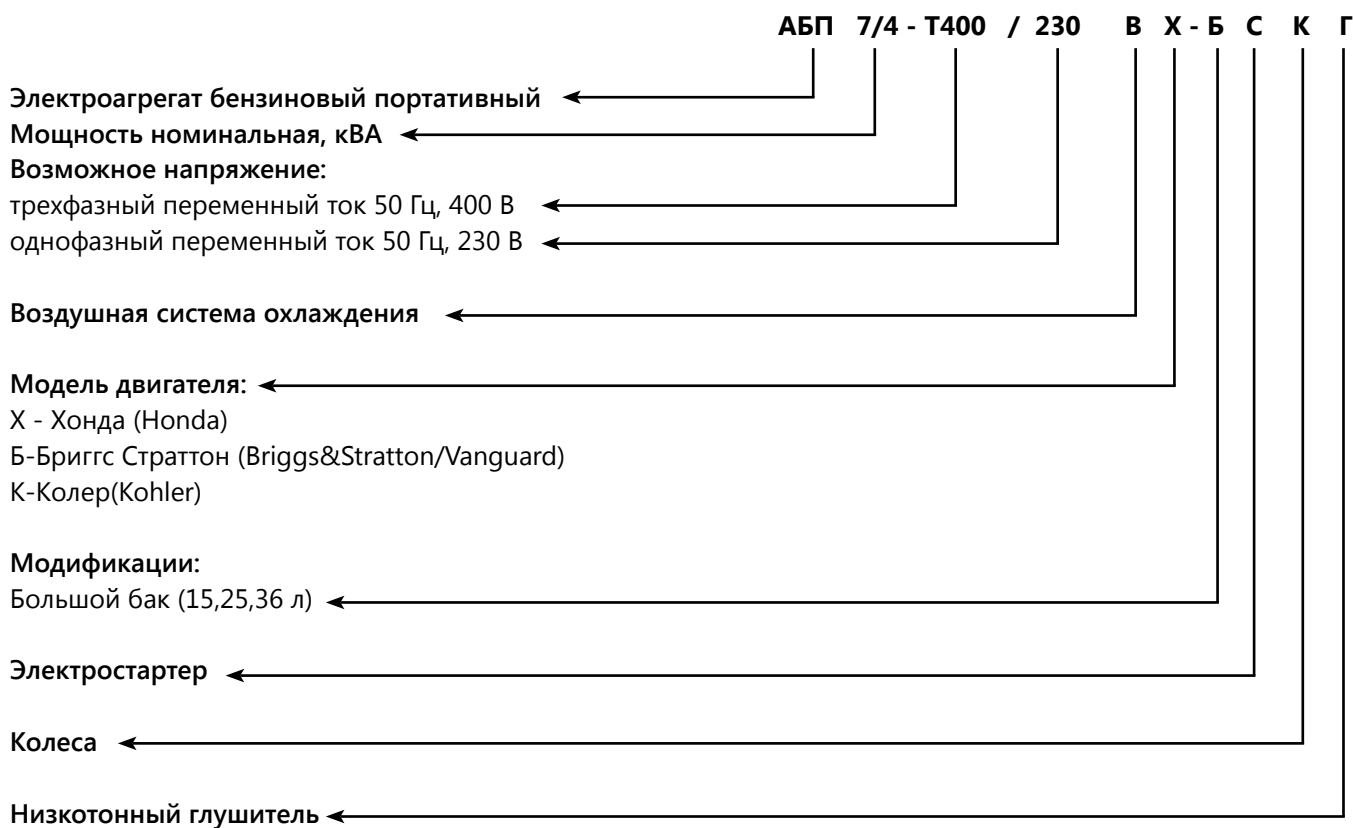 АБП 7/4 - Т400 / 230 В Х - Б С К Г
Электроагрегат бензиновый портативный
Мощность номинальная, кВА
Возможное напряжение:
трехфазный переменный ток 50 Гц, 400 В
однофазный переменный ток 50 Гц, 230 В
Воздушная система охлаждения
Модель двигателя:
Х - Хонда (Honda)
Б-Бриггс Страттон (Briggs&Stratton/Vanguard)
К-Колер(Kohler)
Модификации:
Большой бак (15,25,36 л)
Электростартер
Колеса
Низкотонный глушитель